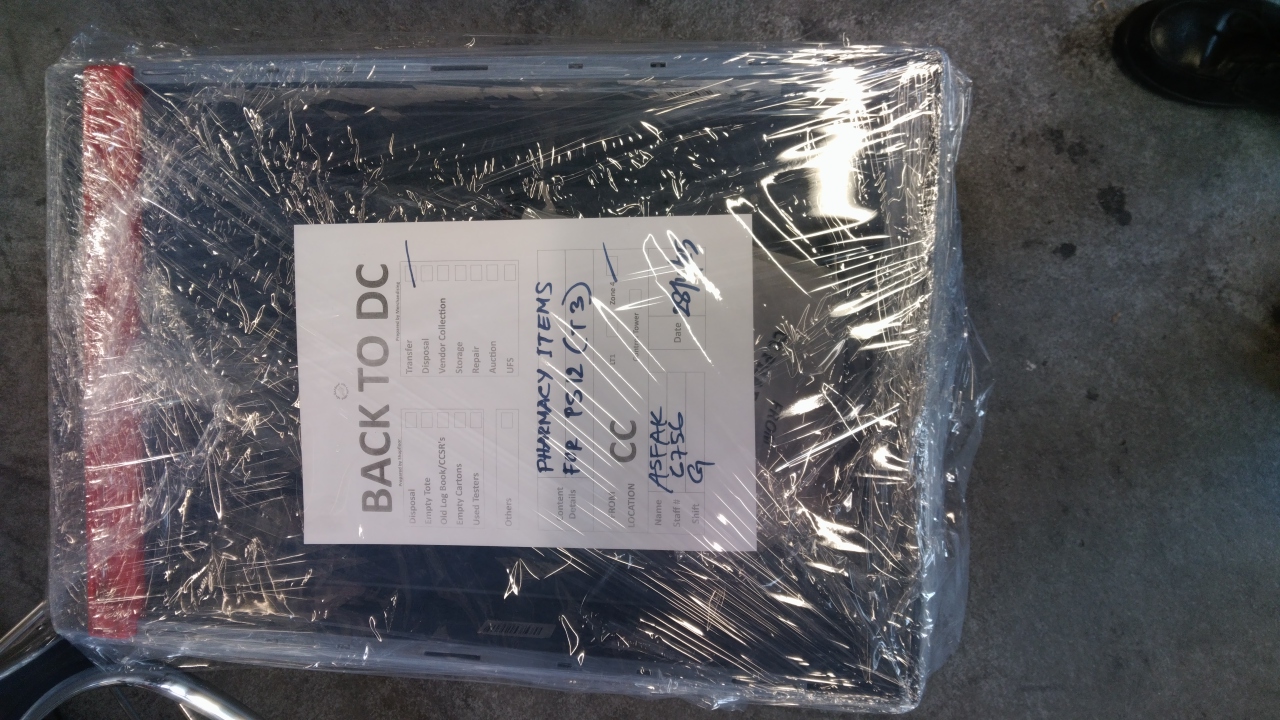 BACK TO DC
Disposal
Empty Tote
Old Log Book/CCSR's
Empty Cartons
Used Testers
Others
Transfer
Disposal
Vendor Collection
Storage
Repair
Auction
UFS
Content Details
PHARMACY ITEMS
FOR PS12 (T3)
FROM
LOCATION
CC
Zone
Name
ASFAK
Staff #
C756
Shift
Date